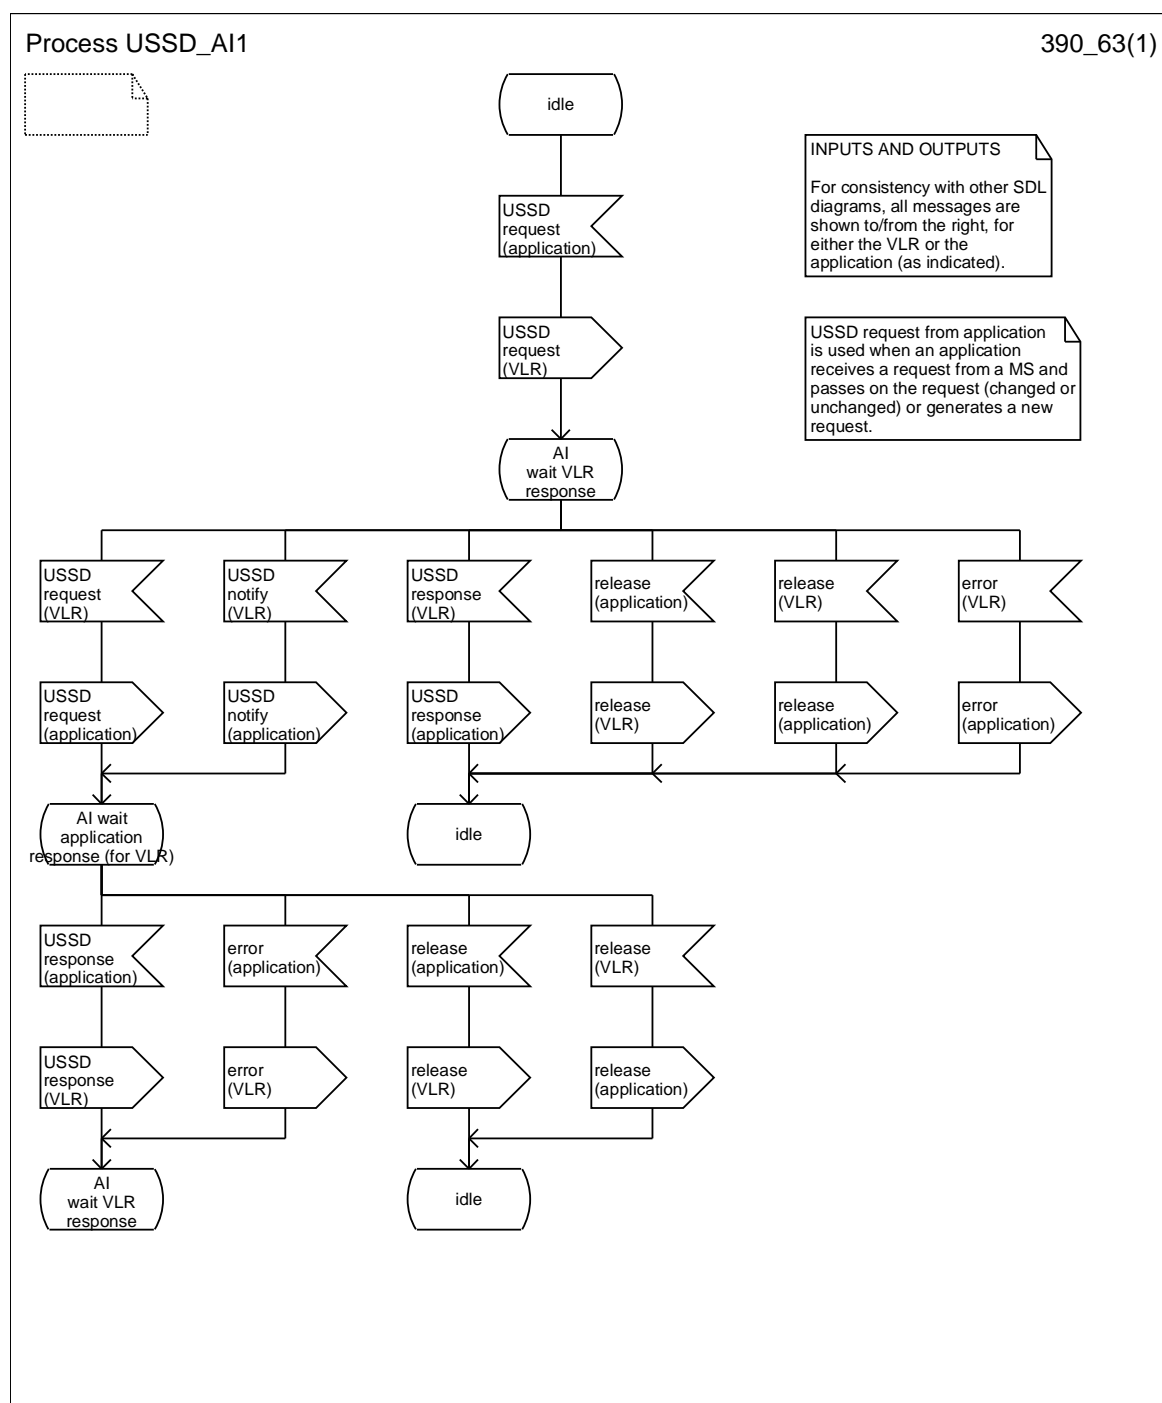 Process USSD_AI1
390_63(1)
idle
INPUTS AND OUTPUTS
For consistency with other SDL
diagrams, all messages are
shown to/from the right, for
either the VLR or the
application (as indicated).
USSD
request
(application)
USSD
request
(VLR)
USSD request from application
is used when an application
receives a request from a MS and
passes on the request (changed or
unchanged) or generates a new
request.
AI
wait VLR
response
USSD
request
(VLR)
USSD
notify
(VLR)
USSD
response
(VLR)
release
(application)
release
(VLR)
error
(VLR)
USSD
request
(application)
USSD
notify
(application)
USSD
response
(application)
release
(VLR)
release
(application)
error
(application)
AI wait
application
response (for VLR)
idle
USSD
response
(application)
error
(application)
release
(application)
release
(VLR)
USSD
response
(VLR)
error
(VLR)
release
(VLR)
release
(application)
AI
wait VLR
response
idle